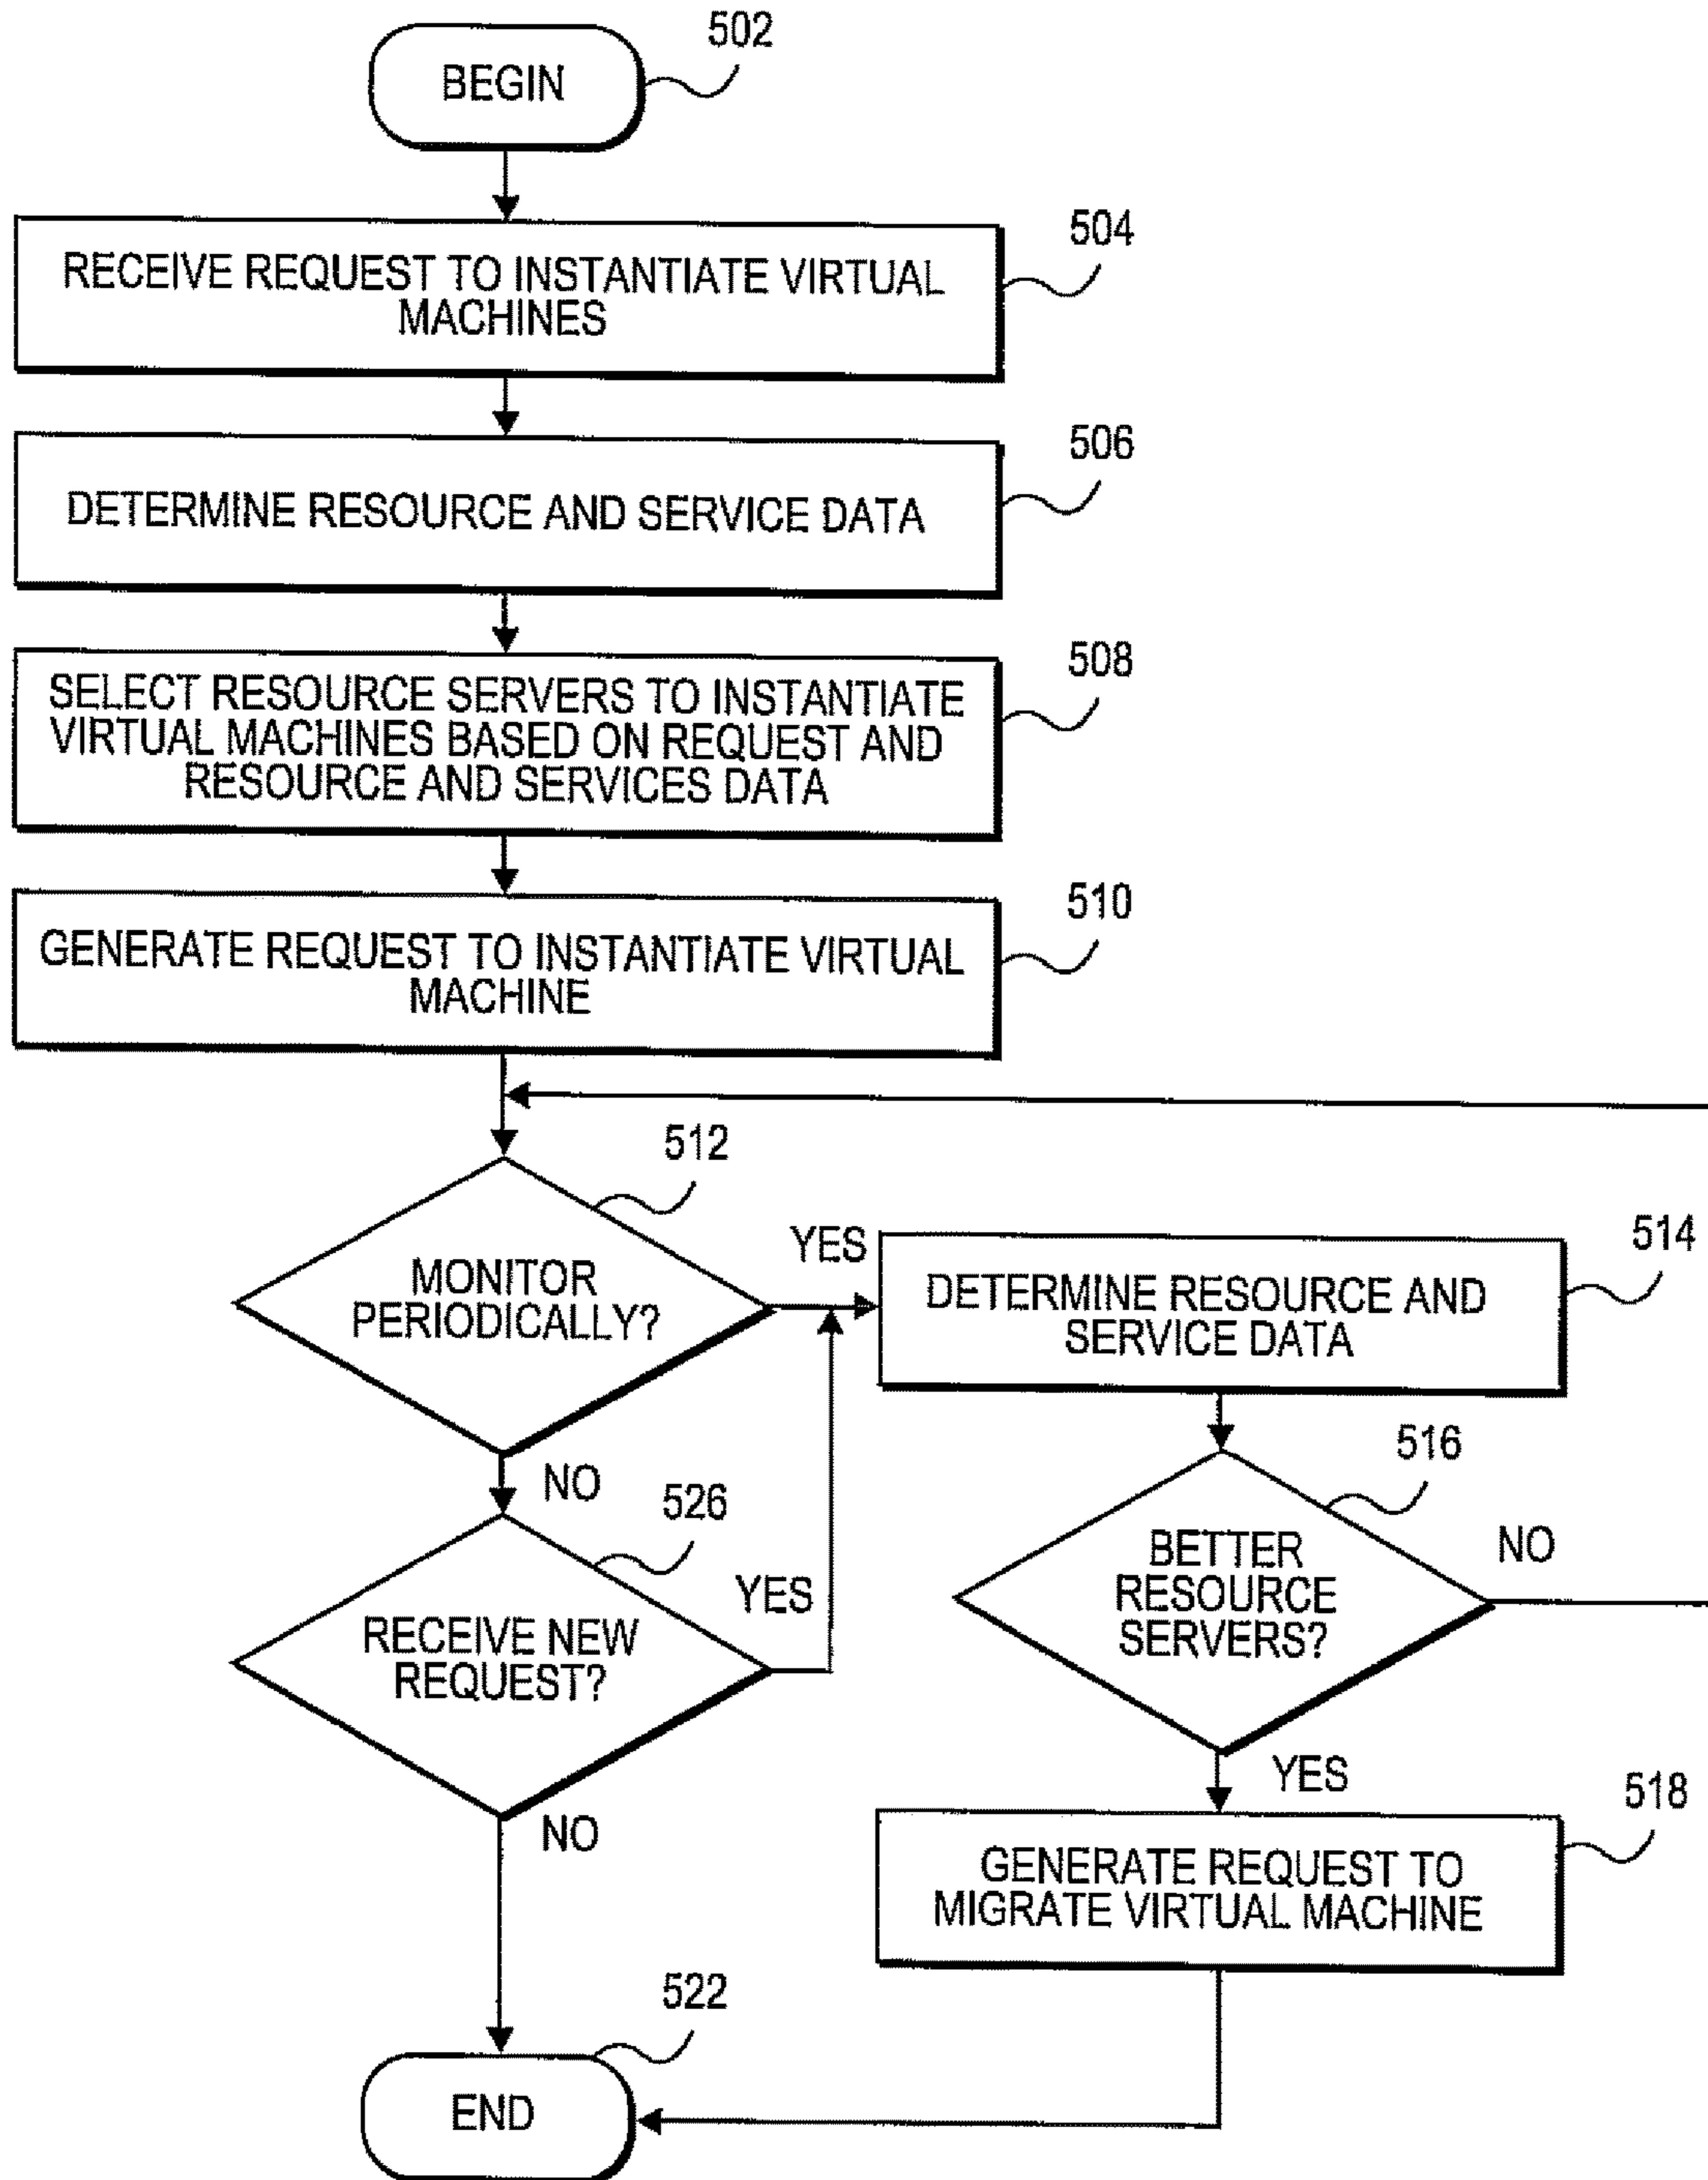 502
BEGIN
504
RECEIVE REQUEST TO INSTANTIATE VIRTUAL
MACHINES
506
DETERMINE RESOURCE AND SERVICE DATA
508
SELECT RESOURCE SERVERS TO INSTANTIATE
VIRTUAL MACHINES BASED ON REQUEST AND
RESOURCE AND SERVICES DATA
510
GENERATE REQUEST TO INSTANTIATE VIRTUAL
MACHINE
512
MONITOR
PERIODICALLY?
YES
514
DETERMINE RESOURCE AND
SERVICE DATA
NO
526
RECEIVE NEW
REQUEST?
YES
516
BETTER
RESOURCE
SERVERS?
NO
YES
518
GENERATE REQUEST TO
MIGRATE VIRTUAL MACHINE
NO
522
END